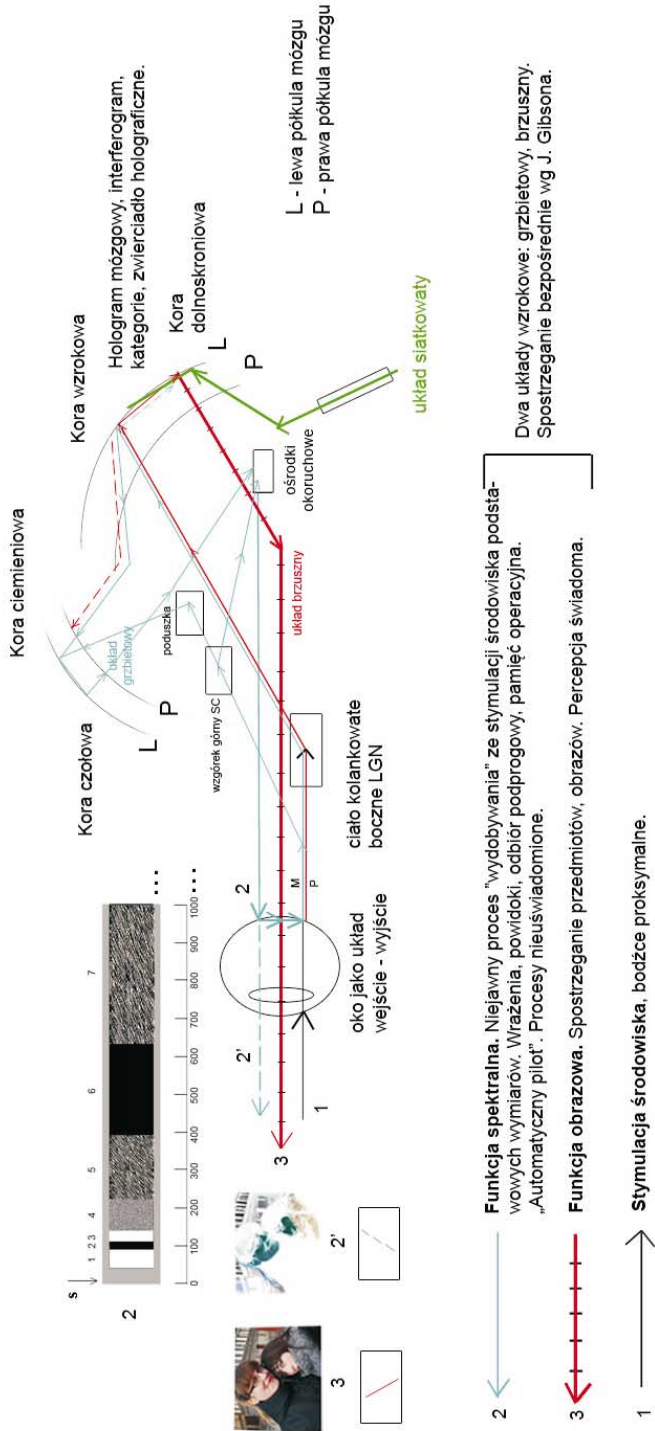 s
1 2 3 4 5 6 7
2
0 100 200 300 400 500 600 700 800 900 1000
...
...
Kora czołowa
Kora ciemieniowa
Kora wzrokowa
Hologram mózgowy, interferogram,
kategorie, zwierciadło holograficzne.
Kora
dolnoskroniowa
L
P
L
P
układ
grzbietowy
poduszka
wzgórek górny SC
ośrodki
okoruchowe
układ siatkowaty
układ brzuszny
L - lewa półkula mózgu
P - prawa półkula mózgu
3
2'
2'
2
3
1
M
P
oko jako układ
wejście - wyjście
ciało kolankowate
boczne LGN
2
Funkcja spektralna. Niejawny proces "wydobywania" ze stymulacji środowiska podsta-
wowych wymiarów. Wrażenia, powidoki, odbiór podprogowy, pamięć operacyjna.
„Automatyczny pilot”. Procesy nieuświadomione.
3
Funkcja obrazowa. Spostrzeganie przedmiotów, obrazów. Percepcja świadoma.
1
Stymulacja środowiska, bodźce proksymalne.
Dwa układy wzrokowe: grzbietowy, brzuszny.
Spostrzeganie bezpośrednie wg J. Gibsona.